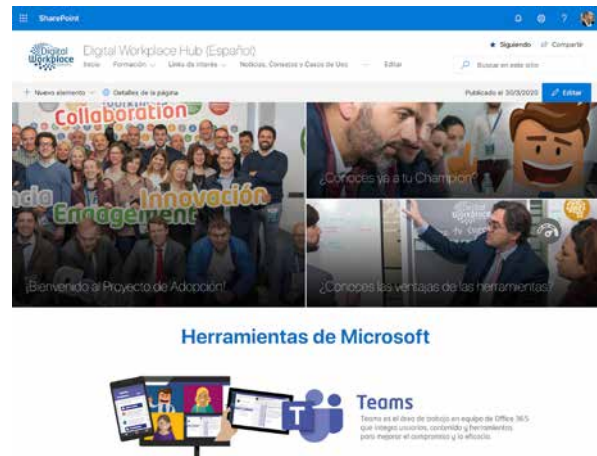 SharePoint
?
Digital
Workplace
Digital Workplace Hub (Español)
Siguiendo
Compartir
Inicio Formación Links de interés Noticias, Consejos y Casos de Uso ··· Editar
Buscar en este sitio
+ Nuevo elemento Detalles de la página
Publicado el 30/3/2020 Editar
Collaboration
Innovación
Engagement
¡Bienvenido al Proyecto de Adopción!
¿Conoces ya a tu Champion?
Digital
Workplace
¿Conoces las ventajas de las herramientas?
Herramientas de Microsoft
T
Teams
Teams es el área de trabajo en equipo de Office 365
que integra usuarios, contenido y herramientas
para mejorar el compromiso y la eficacia.